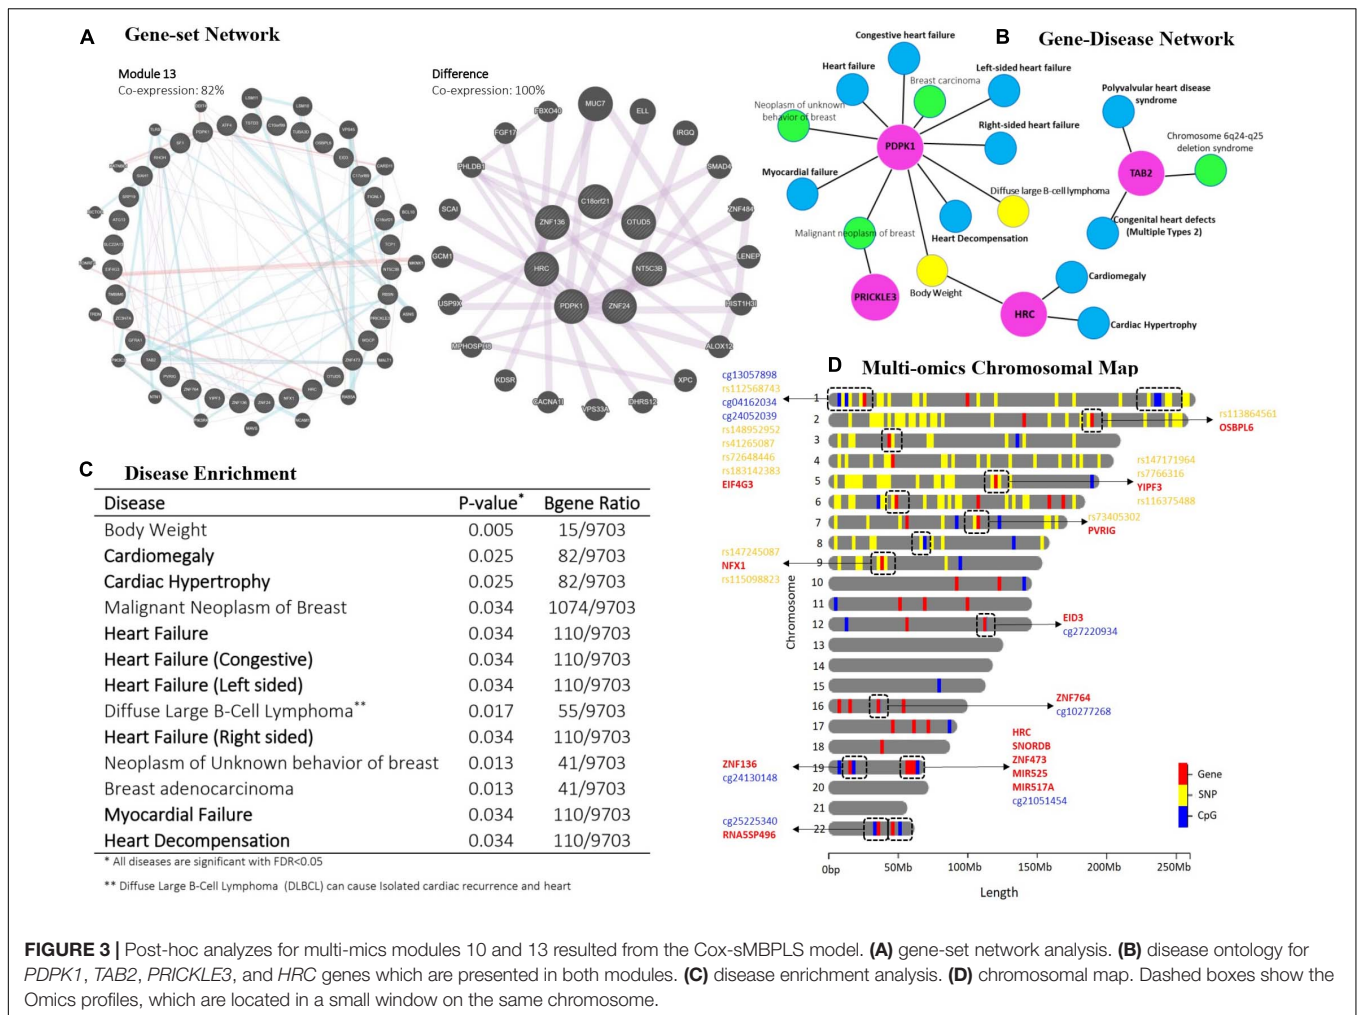 A Gene-set Network
Module 13
Co-expression: 82%
Difference
Co-expression: 100%
MUC7
ELL
IRGQ
SMAD4
ZNF484
LENEP
HIST1H3I
ALOX12
XPC
DHRS12
VPS33A
CACNA1I
KDSR
MPHOSPH8
USP9X
GCM1
SCAI
PHLDB1
FGF17
FBXO40
C18orf21
OTUD5
NT5C3B
ZNF24
PDPK1
HRC
ZNF136
B Gene-Disease Network
Congestive heart failure
Heart failure
Left-sided heart failure
Breast carcinoma
Neoplasm of unknown
behavior of breast
Right-sided heart failure
PDPK1
Myocardial failure
Diffuse large B-cell lymphoma
Malignant neoplasm of breast
Heart Decompensation
Body Weight
PRICKLE3
HRC
Cardiomegaly
Cardiac Hypertrophy
Polyvalvular heart disease
syndrome
Chromosome 6q24-q25
deletion syndrome
TAB2
Congenital heart defects
(Multiple Types 2)
C Disease Enrichment
Disease P-value* Bgene Ratio
Body Weight 0.005 15/9703
Cardiomegaly 0.025 82/9703
Cardiac Hypertrophy 0.025 82/9703
Malignant Neoplasm of Breast 0.034 1074/9703
Heart Failure 0.034 110/9703
Heart Failure (Congestive) 0.034 110/9703
Heart Failure (Left sided) 0.034 110/9703
Diffuse Large B-Cell Lymphoma** 0.017 55/9703
Heart Failure (Right sided) 0.034 110/9703
Neoplasm of Unknown behavior of breast 0.013 41/9703
Breast adenocarcinoma 0.013 41/9703
Myocardial Failure 0.034 110/9703
Heart Decompensation 0.034 110/9703
* All diseases are significant with FDR<0.05
** Diffuse Large B-Cell Lymphoma (DLBCL) can cause Isolated cardiac recurrence and heart
D Multi-omics Chromosomal Map
cg13057898
rs112568743
cg04162034
cg24052039
rs148952952
rs41265087
rs72648446
rs183142383
EIF4G3
rs147245087
NFX1
rs115098823
ZNF136
cg24130148
cg25225340
RNA5SP496
Chromosome
1
2
3
4
5
6
7
8
9
10
11
12
13
14
15
16
17
18
19
20
21
22
rs113864561
OSBPL6
rs147171964
rs7766316
YIPF3
rs116375488
rs73405302
PVRIG
EID3
cg27220934
ZNF764
cg10277268
HRC
SNORDB
ZNF473
MIR525
MIR517A
cg21051454
Gene
SNP
CpG
0bp 50Mb 100Mb 150Mb 200Mb 250Mb
Length
FIGURE 3 | Post-hoc analyzes for multi-mics modules 10 and 13 resulted from the Cox-sMBPLS model. (A) gene-set network analysis. (B) disease ontology for
PDPK1, TAB2, PRICKLE3, and HRC genes which are presented in both modules. (C) disease enrichment analysis. (D) chromosomal map. Dashed boxes show the
Omics profiles, which are located in a small window on the same chromosome.